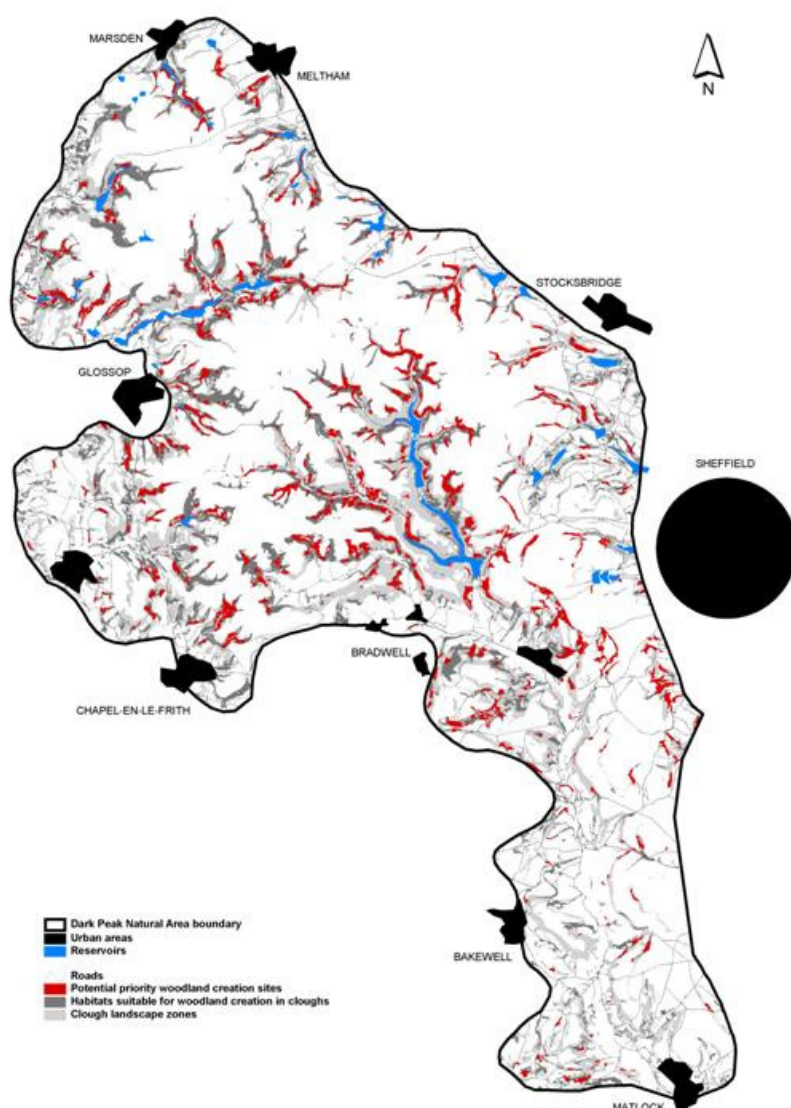 MARSDEN
MELTHAM
N
STOCKSBRIDGE
GLOSSOP
SHEFFIELD
BRADWELL
CHAPEL-EN-LE-FRITH
Dark Peak Natural Area boundary
Urban areas
Reservoirs
Roads
Potential priority woodland creation sites
Habitats suitable for woodland creation in cloughs
Clough landscape zones
BAKEWELL
MATLOCK